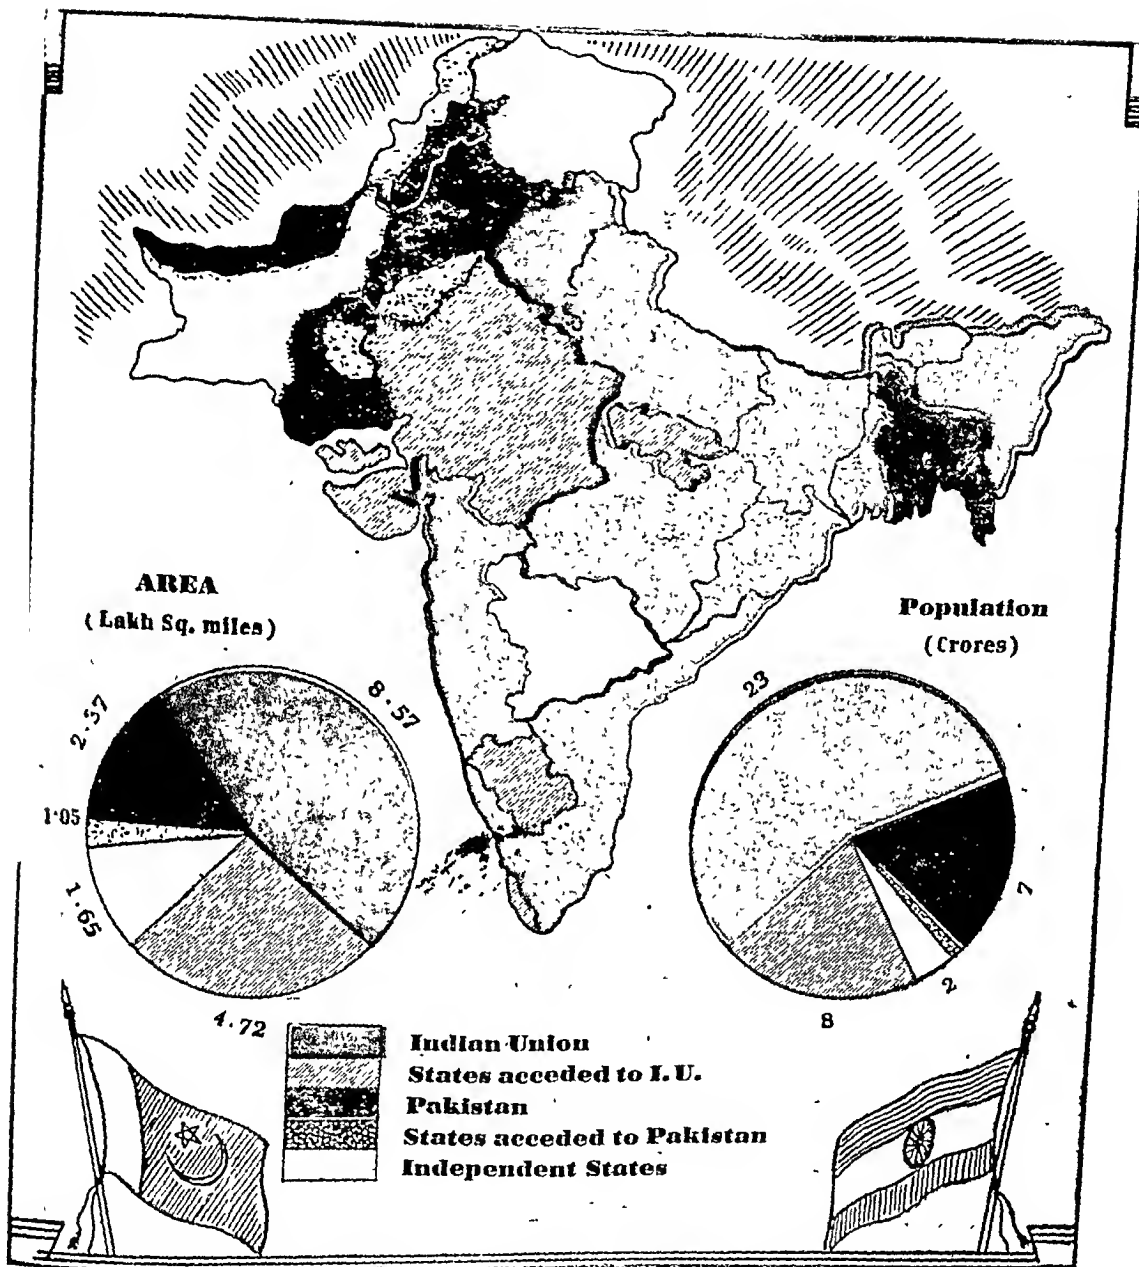 AREA
(Lakh Sq. miles)
Population
(Crores)
8.57
2.37
1.05
1.65
4.72
23
7
2
8
Indian Union
States acceded to I.U.
Pakistan
States acceded to Pakistan
Independent States